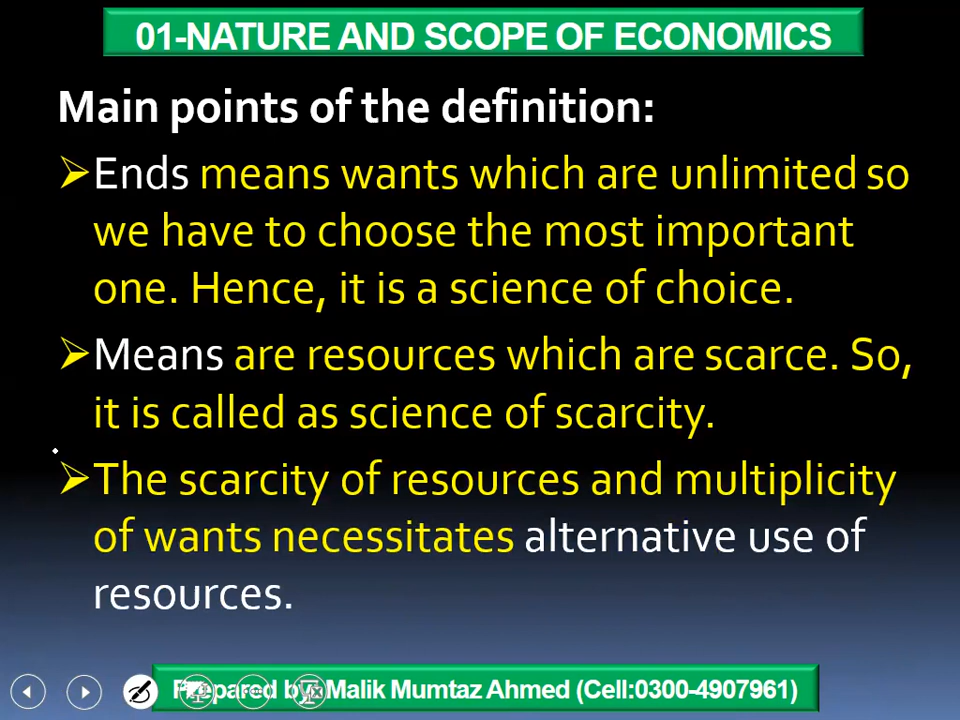 01-NATURE AND SCOPE OF ECONOMICS
Main points of the definition:
Ends means wants which are unlimited so
we have to choose the most important
one. Hence, it is a science of choice.
Means are resources which are scarce. So,
it is called as science of scarcity.
The scarcity of resources and multiplicity
of wants necessitates alternative use of
resources.
Prepared by Malik Mumtaz Ahmed (Cell:0300-4907961)